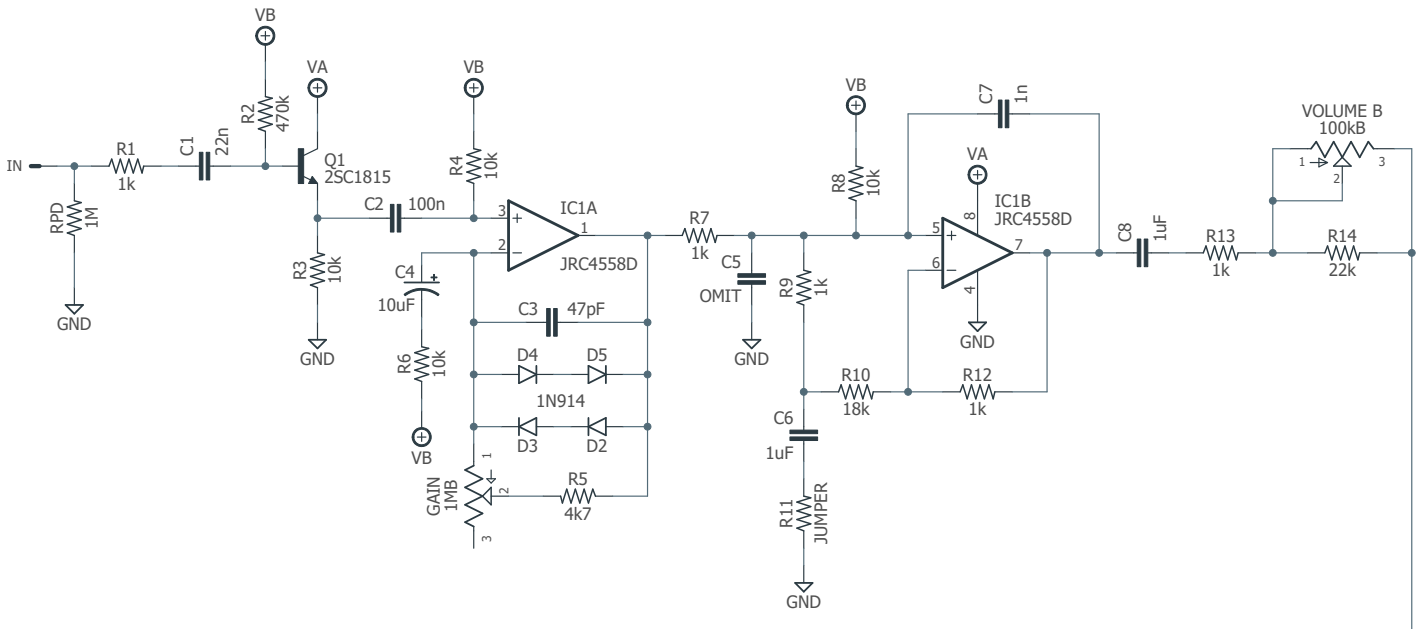 IN
RPD
1M
GND
R1
1k
C1
22n
VB
R2
470k
VA
Q1
2SC1815
R3
10k
GND
C2
100n
VB
R4
10k
3
2
1
IC1A
JRC4558D
C4
10uF
R6
10k
VB
C3
47pF
D4
D5
1N914
D3
D2
GAIN
1MB
1
2
3
R5
4k7
R7
1k
C5
OMIT
GND
R9
1k
VB
R8
10k
C7
1n
VA
8
IC1B
JRC4558D
5
6
7
4
GND
R10
18k
R12
1k
C6
1uF
R11
JUMPER
GND
C8
1uF
R13
1k
VOLUME B
100kB
1
2
3
R14
22k